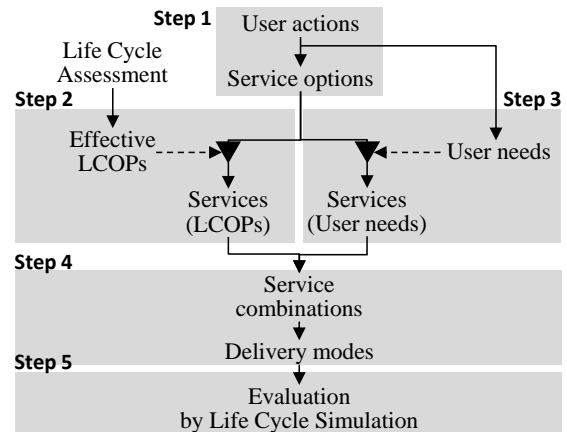 Step 1
User actions
Life Cycle
Assessment
Service options
Step 2
Step 3
Effective
LCOPs
User needs
Services
(LCOPs)
Services
(User needs)
Step 4
Service
combinations
Delivery modes
Step 5
Evaluation
by Life Cycle Simulation